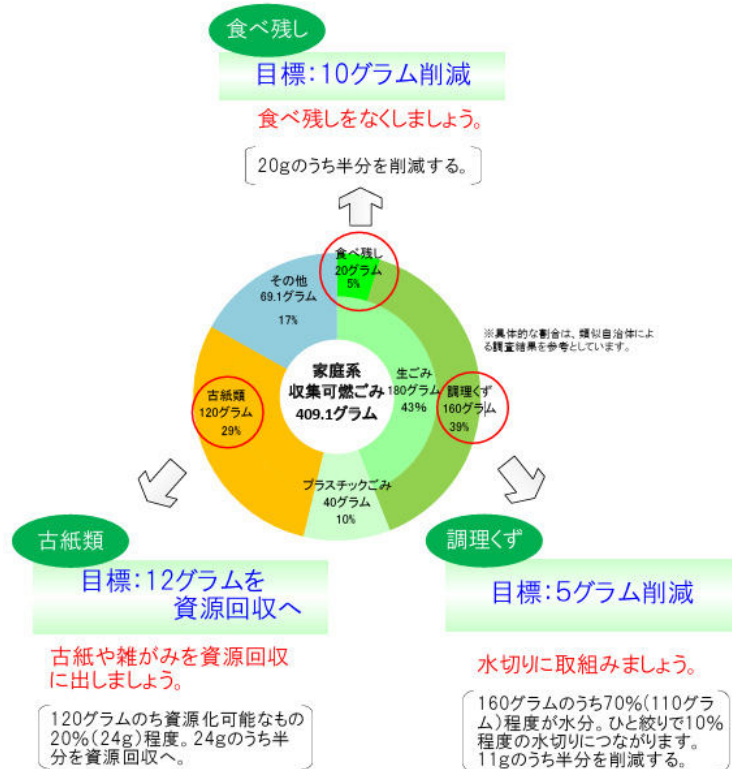 食べ残し
目標：10グラム削減
食べ残しをなくしましょう。
20gのうち半分を削減する。
食べ残し
20グラム
5%
その他
69.1グラム
17%
※具体的な割合は、類似自治体によ
る調査結果を参考としています。
家庭系
収集可燃ごみ
409.1グラム
生ごみ
180グラム
43%
調理くず
160グラム
39%
古紙類
120グラム
29%
プラスチックごみ
40グラム
10%
古紙類
目標：12グラムを
資源回収へ
古紙や雑がみを資源回収
に出しましょう。
120グラムのち資源化可能なもの
20%(24g)程度。24gのうち半
分を資源回収へ。
調理くず
目標：5グラム削減
水切りに取組みましょう。
160グラムのうち70%(110グラ
ム)程度が水分。ひと絞りで10%
程度の水切りにつながります。
11gのうち半分を削減する。